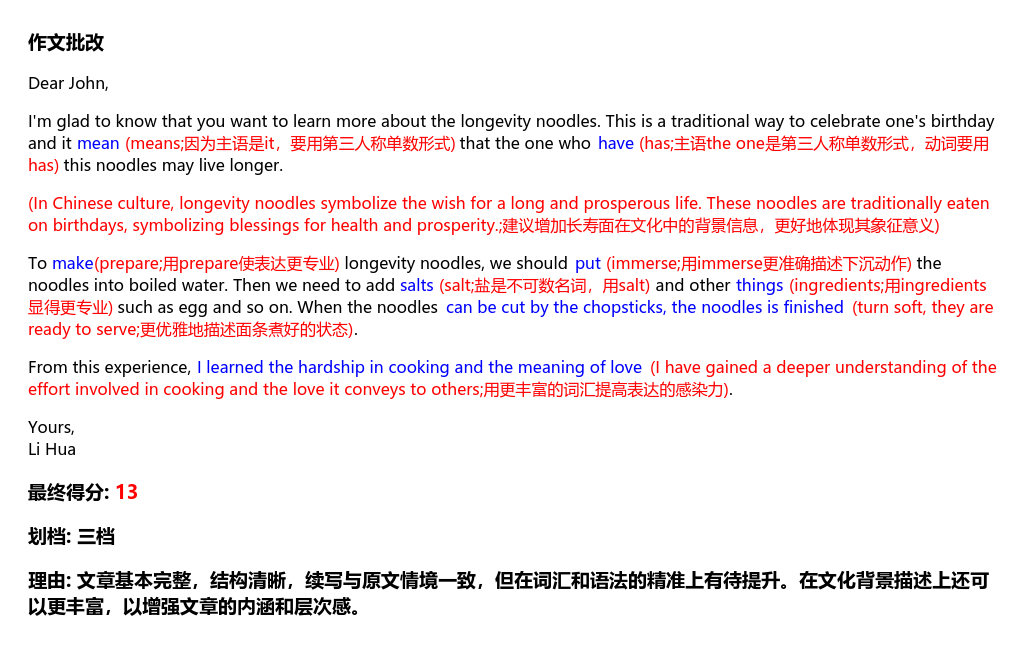 作文批改
Dear John,
I'm glad to know that you want to learn more about the longevity noodles. This is a traditional way to celebrate one's birthday
and it mean (means;因为主语是it，要用第三人称单数形式) that the one who have (has;主语the one是第三人称单数形式，动词要用
has) this noodles may live longer.
(In Chinese culture, longevity noodles symbolize the wish for a long and prosperous life. These noodles are traditionally eaten
on birthdays, symbolizing blessings for health and prosperity.;建议增加长寿面在文化中的背景信息，更好地体现其象征意义)
To make(prepare;用prepare使表达更专业) longevity noodles, we should put (immerse;用immerse更准确描述下沉动作) the
noodles into boiled water. Then we need to add salts (salt;盐是不可数名词，用salt) and other things (ingredients;用ingredients
显得更专业) such as egg and so on. When the noodles can be cut by the chopsticks, the noodles is finished (turn soft, they are
ready to serve;更优雅地描述面条煮好的状态).
From this experience, I learned the hardship in cooking and the meaning of love (I have gained a deeper understanding of the
effort involved in cooking and the love it conveys to others;用更丰富的词汇提高表达的感染力).
Yours,
Li Hua
最终得分: 13
划档: 三档
理由: 文章基本完整，结构清晰，续写与原文情境一致，但在词汇和语法的精准上有待提升。在文化背景描述上还可
以更丰富，以增强文章的内涵和层次感。